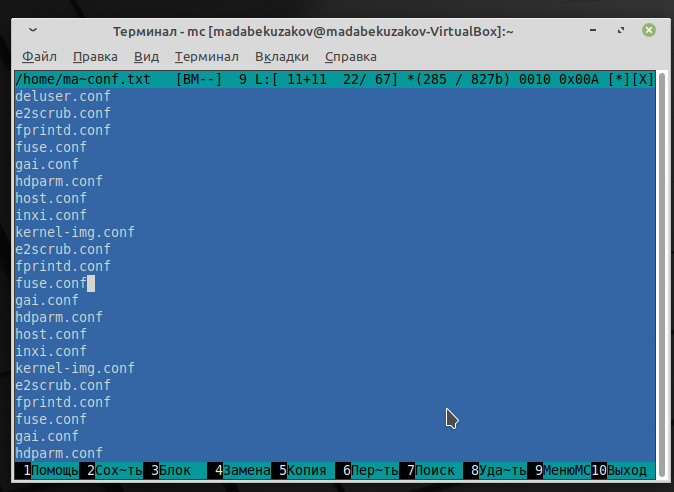 Терминал - mc [madabekuzakov@madabekuzakov-VirtualBox]:~
Файл Правка Вид Терминал Вкладки Справка
/home/ma~conf.txt [BM--] 9 L:[ 11+11 22/ 67] *(285 / 827b) 0010 0x00A [*][X]
deluser.conf
e2scrub.conf
fprintd.conf
fuse.conf
gai.conf
hdparm.conf
host.conf
inxi.conf
kernel-img.conf
e2scrub.conf
fprintd.conf
fuse.conf
gai.conf
hdparm.conf
host.conf
inxi.conf
kernel-img.conf
e2scrub.conf
fprintd.conf
fuse.conf
gai.conf
hdparm.conf
1Помощь 2Сох~ть 3Блок 4Замена 5Копия 6Пер~ть 7Поиск 8Уда~ть 9МенюMC 10Выход